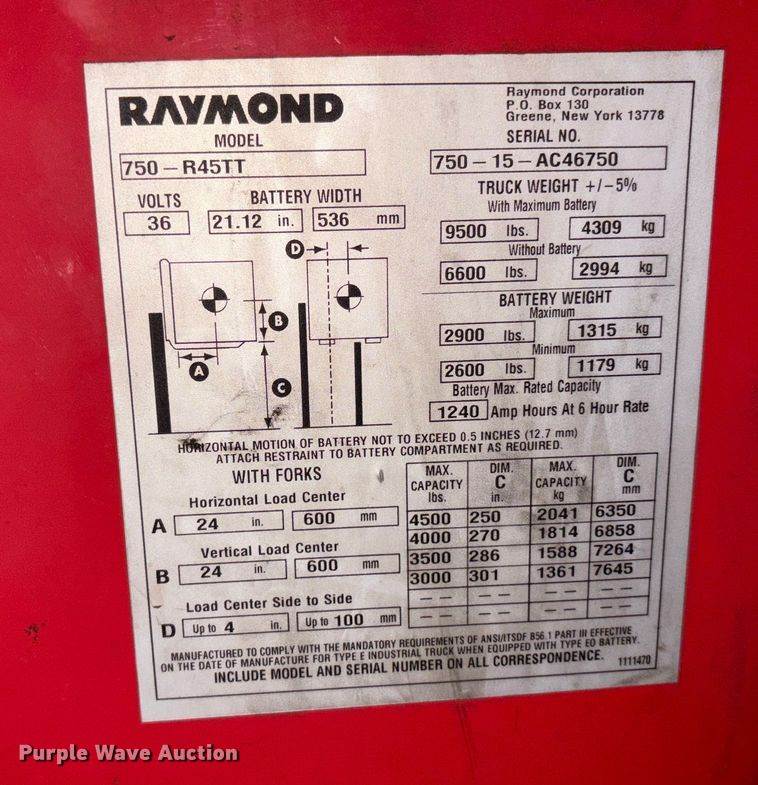 RAYMOND
Raymond Corporation
P.O. Box 130
Greene, New York 13778
MODEL
750-R45TT
SERIAL NO.
750-15-AC46750
VOLTS
36
BATTERY WIDTH
21.12 in. 536 mm
TRUCK WEIGHT +/-5%
With Maximum Battery
9500 lbs. 4309 kg
Without Battery
6600 lbs. 2994 kg
BATTERY WEIGHT
Maximum
2900 lbs. 1315 kg
Minimum
2600 lbs. 1179 kg
Battery Max. Rated Capacity
1240 Amp Hours At 6 Hour Rate
D
B
A
C
HORIZONTAL MOTION OF BATTERY NOT TO EXCEED 0.5 INCHES (12.7 mm)
ATTACH RESTRAINT TO BATTERY COMPARTMENT AS REQUIRED.
WITH FORKS
Horizontal Load Center
A 24 in. 600 mm
Vertical Load Center
B 24 in. 600 mm
Load Center Side to Side
D Up to 4 in. Up to 100 mm
MAX. CAPACITY lbs. DIM. C in. MAX. CAPACITY kg DIM. C mm
4500 250 2041 6350
4000 270 1814 6858
3500 286 1588 7264
3000 301 1361 7645
-- -- -- --
-- -- -- --
MANUFACTURED TO COMPLY WITH THE MANDATORY REQUIREMENTS OF ANSI/ITSDF B56.1 PART III EFFECTIVE
ON THE DATE OF MANUFACTURE FOR TYPE E INDUSTRIAL TRUCK WHEN EQUIPPED WITH TYPE EO BATTERY.
INCLUDE MODEL AND SERIAL NUMBER ON ALL CORRESPONDENCE.
1111470
Purple Wave Auction